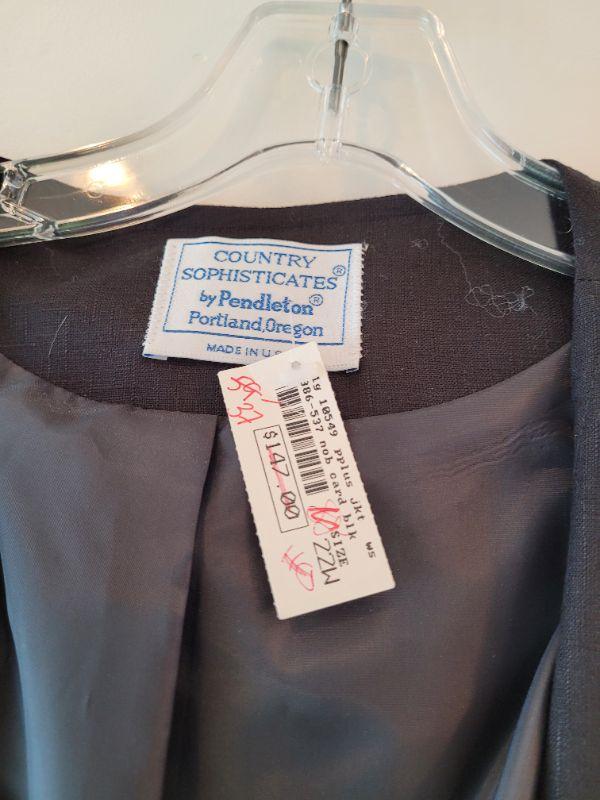 COUNTRY
SOPHISTICATES®
by Pendleton®
Portland, Oregon
MADE IN U.S
lg 10549 pplus jkt ws
386-537 nob card blk
SIZE
22W
$147.00